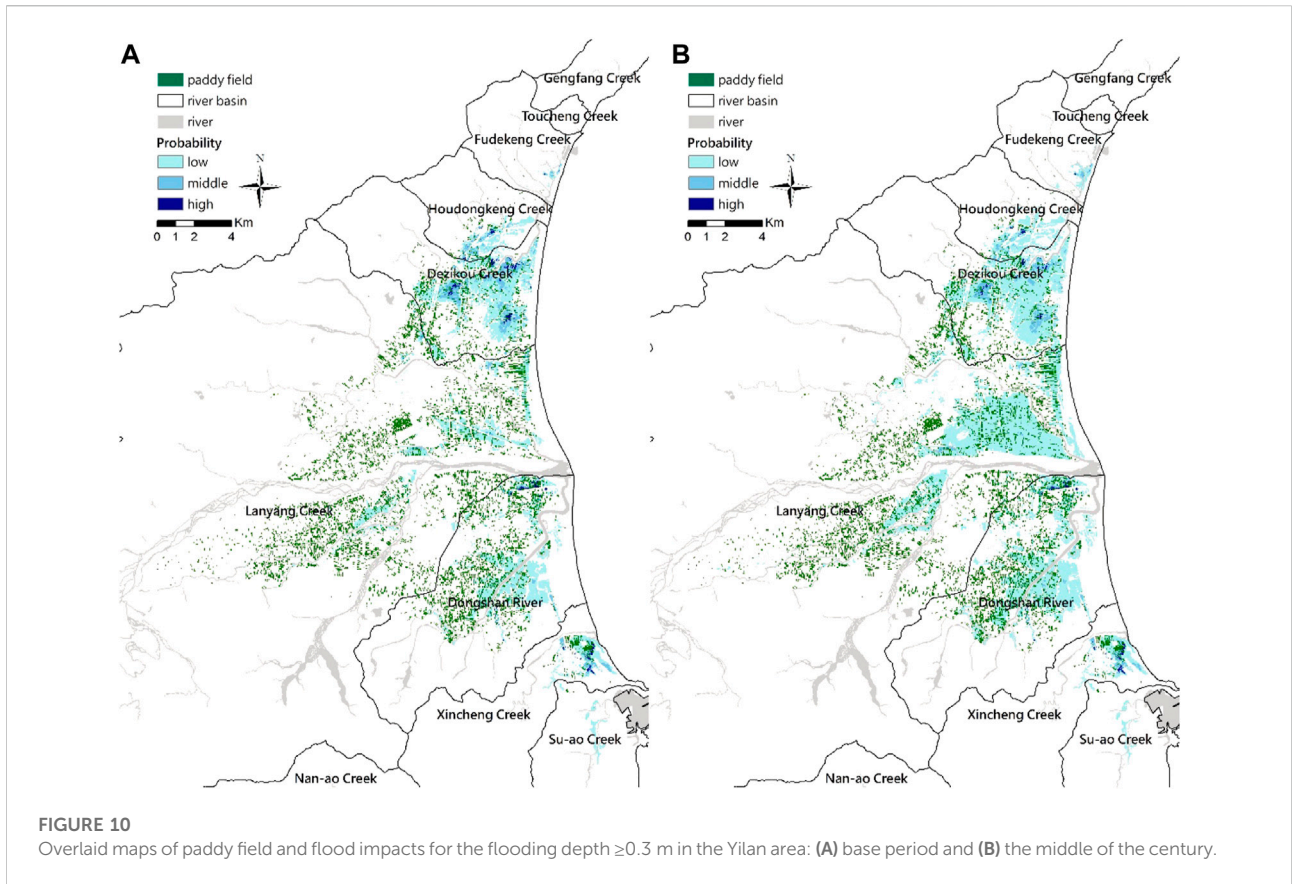 A
paddy field
river basin
river
Probability
low
middle
high
N
Km
0 1 2 4
Gengfang Creek
Toucheng Creek
Fudekeng Creek
Houdongkeng Creek
Dezikou Creek
Lanyang Creek
Dongshan River
Xincheng Creek
Su-ao Creek
Nan-ao Creek
B
paddy field
river basin
river
Probability
low
middle
high
N
Km
0 1 2 4
Gengfang Creek
Toucheng Creek
Fudekeng Creek
Houdongkeng Creek
Dezikou Creek
Lanyang Creek
Dongshan River
Xincheng Creek
Su-ao Creek
Nan-ao Creek
FIGURE 10
Overlaid maps of paddy field and flood impacts for the flooding depth ≥0.3 m in the Yilan area: (A) base period and (B) the middle of the century.